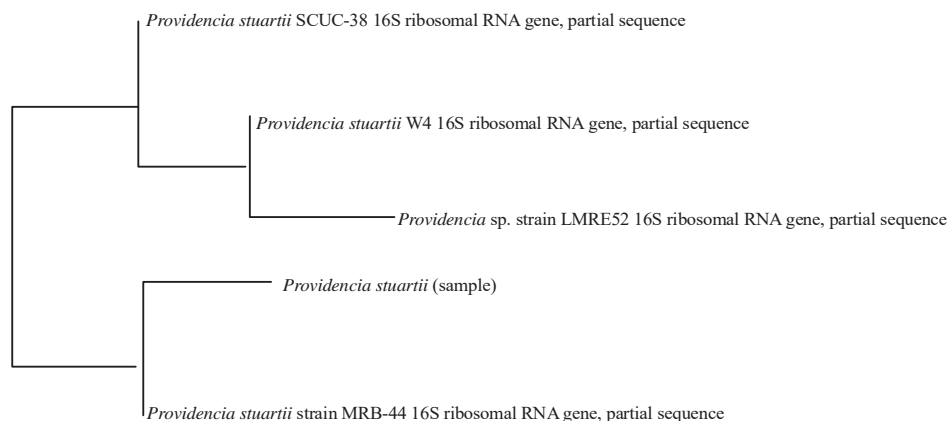 Providencia stuartii SCUC-38 16S ribosomal RNA gene, partial sequence
Providencia stuartii W4 16S ribosomal RNA gene, partial sequence
Providencia sp. strain LMRE52 16S ribosomal RNA gene, partial sequence
Providencia stuartii (sample)
Providencia stuartii strain MRB-44 16S ribosomal RNA gene, partial sequence